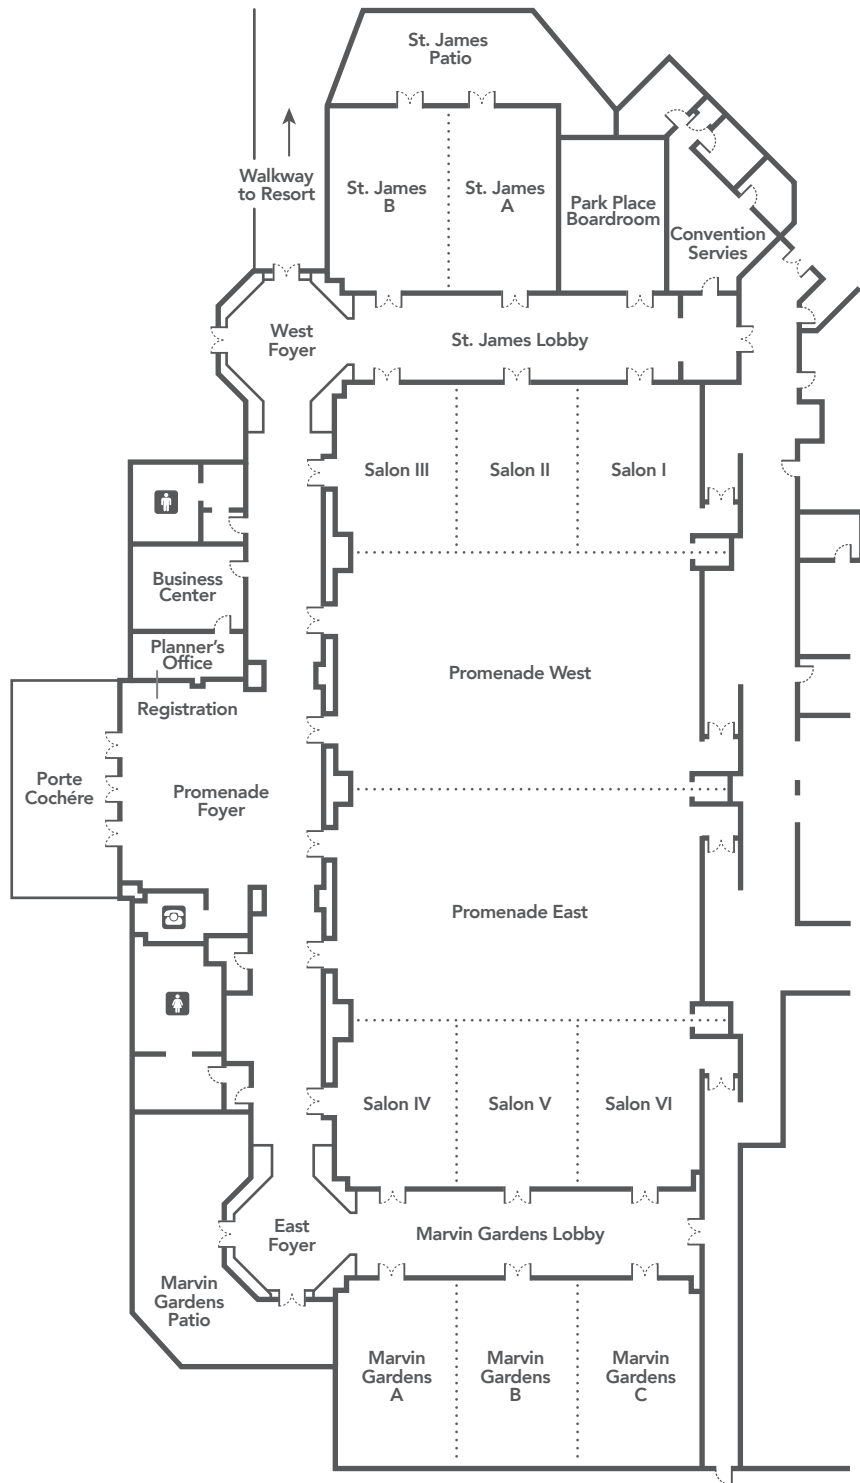 St. James
Patio
Walkway
to Resort
St. James
B
St. James
A
Park Place
Boardroom
Convention
Servies
West
Foyer
St. James Lobby
Salon III
Salon II
Salon I
Business
Center
Planner's
Office
Registration
Promenade West
Porte
Cochére
Promenade
Foyer
Promenade East
Salon IV
Salon V
Salon VI
East
Foyer
Marvin Gardens Lobby
Marvin
Gardens
Patio
Marvin
Gardens
A
Marvin
Gardens
B
Marvin
Gardens
C